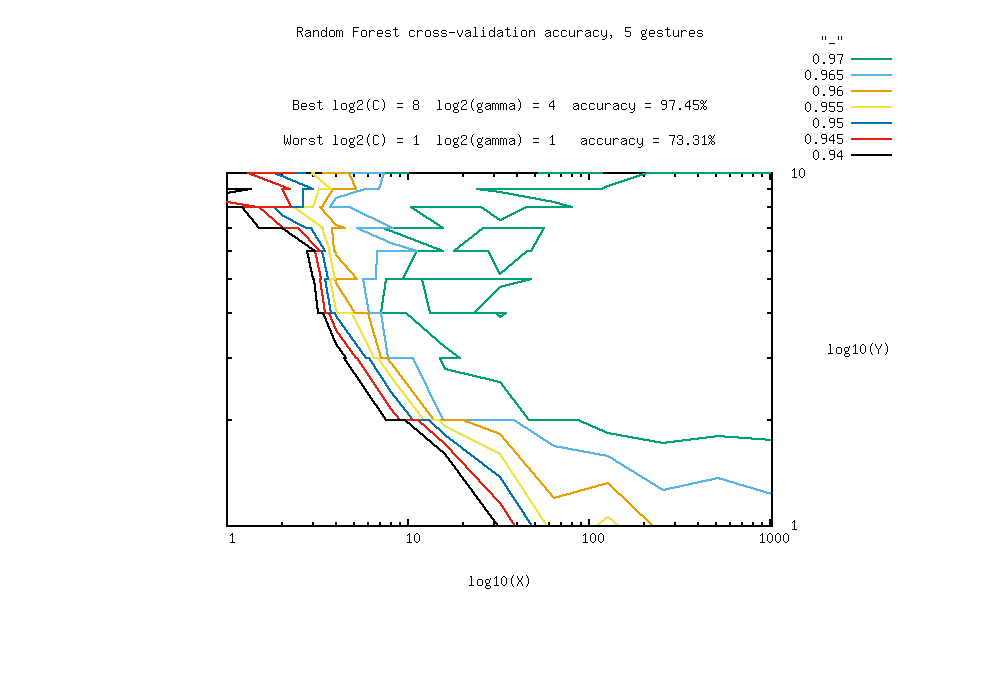 Random Forest cross-validation accuracy, 5 gestures
"_"
0.97
0.965
0.96
0.955
0.95
0.945
0.94
Best log2(C) = 8 log2(gamma) = 4 accuracy = 97.45%
Worst log2(C) = 1 log2(gamma) = 1 accuracy = 73.31%
10
log10(Y)
1
1 10 100 1000
log10(X)